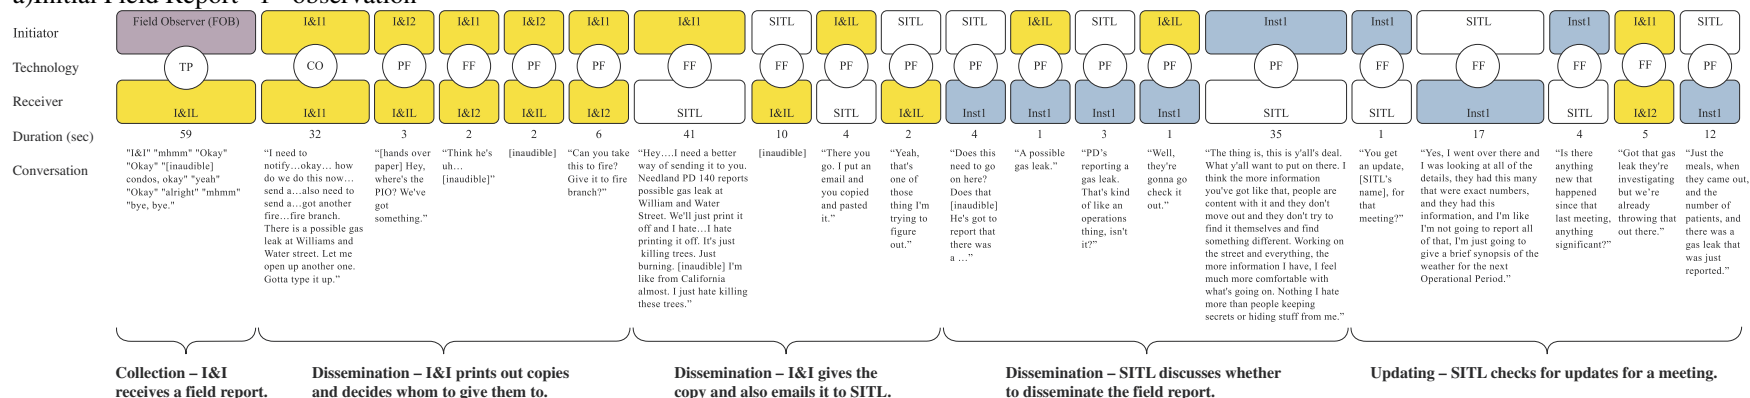 a)Initial Field Report - 1st observation
Initiator
Field Observer (FOB) I&I1 I&I2 I&I1 I&I2 I&I1 I&I1 SITL I&IL SITL SITL I&IL SITL I&IL Inst1 Inst1 SITL Inst1 I&I1 SITL
Technology
TP CO PF FF PF PF FF FF PF PF PF PF PF PF PF FF FF FF FF PF
Receiver
I&IL I&I1 I&IL I&I2 I&IL I&I2 SITL I&IL SITL I&IL Inst1 Inst1 Inst1 Inst1 SITL SITL Inst1 SITL I&I2 Inst1
Duration (sec)
59 32 3 2 2 6 41 10 4 2 4 1 3 1 35 1 17 4 5 12
Conversation
"I&I" "mhmm" "Okay"
"Okay" "[inaudible]
condos, okay" "yeah"
"Okay" "alright" "mhmm"
"bye, bye."
“I need to
notify…okay… how
do we do this now…
send a…also need to
send a…got another
fire…fire branch.
There is a possible gas
leak at Williams and
Water street. Let me
open up another one.
Gotta type it up.”
“[hands over
paper] Hey,
where's the
PIO? We've
got
something.”
“Think he's
uh…
[inaudible]”
[inaudible]
“Can you take
this to fire?
Give it to fire
branch?”
“Hey….I need a better
way of sending it to you.
Needland PD 140 reports
possible gas leak at
William and Water
Street. We'll just print it
off and I hate…I hate
printing it off. It's just
killing trees. Just
burning. [inaudible] I'm
like from California
almost. I just hate killing
these trees.”
[inaudible]
“There you
go. I put an
email and
you copied
and pasted
it.”
“Yeah,
that's
one of
those
thing I'm
trying to
figure
out.”
“Does this
need to go
on here?
Does that
[inaudible]
He's got to
report that
there was
a …”
“A possible
gas leak.”
“PD’s
reporting a
gas leak.
That's kind
of like an
operations
thing, isn't
it?”
“Well,
they're
gonna go
check it
out.”
“The thing is, this is y'all's deal.
What y'all want to put on there. I
think the more information
you've got like that, people are
content with it and they don't
move out and they don't try to
find it themselves and find
something different. Working on
the street and everything, the
more information I have, I feel
much more comfortable with
what's going on. Nothing I hate
more than people keeping
secrets or hiding stuff from me.”
“You get
an update,
[SITL's
name], for
that
meeting?”
“Yes, I went over there and
I was looking at all of the
details, they had this many
that were exact numbers,
and they had this
information, and I'm like
I'm not going to report all
of that, I'm just going to
give a brief synopsis of the
weather for the next
Operational Period.”
“Is there
anything
new that
happened
since that
last meeting,
anything
significant?”
“Got that gas
leak they're
investigating
but we’re
already
throwing that
out there.”
“Just the
meals, when
they came out,
and the
number of
patients, and
there was a
gas leak that
was just
reported.”
Collection – I&I
receives a field report.
Dissemination – I&I prints out copies
and decides whom to give them to.
Dissemination – I&I gives the
copy and also emails it to SITL.
Dissemination – SITL discusses whether
to disseminate the field report.
Updating – SITL checks for updates for a meeting.